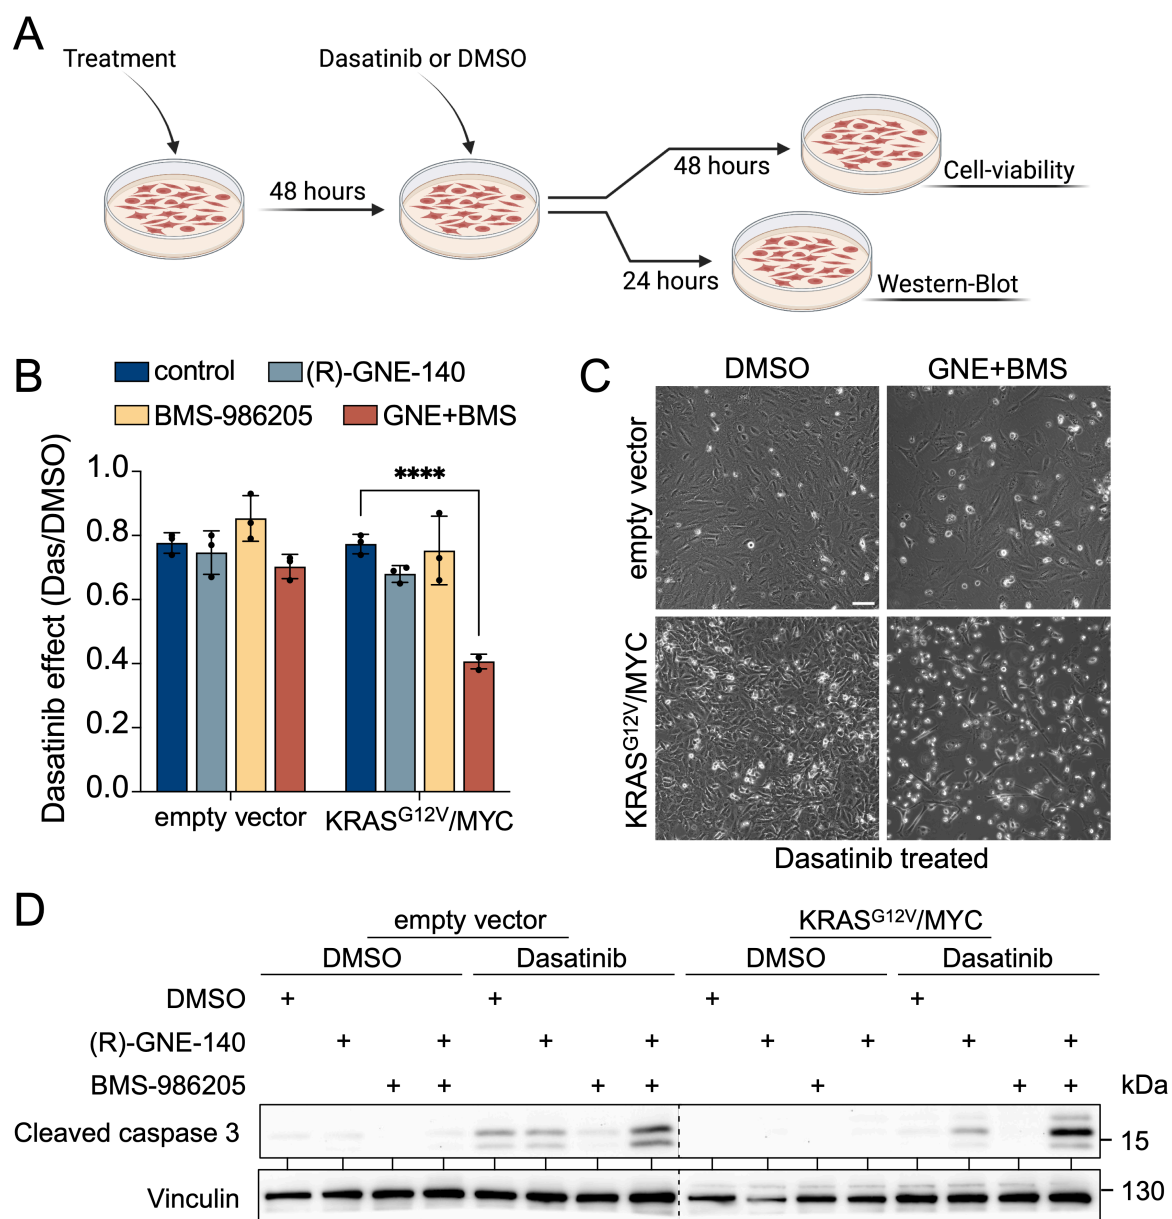 A
Treatment
Dasatinib or DMSO
48 hours
48 hours
Cell-viability
24 hours
Western-Blot
B
control
(R)-GNE-140
BMS-986205
GNE+BMS
Dasatinib effect (Das/DMSO)
1.0
0.8
0.6
0.4
0.2
0.0
****
empty vector
KRASG12V/MYC
C
DMSO
GNE+BMS
empty vector
KRASG12V/MYC
Dasatinib treated
D
empty vector
KRASG12V/MYC
DMSO
Dasatinib
DMSO
Dasatinib
DMSO + + + +
(R)-GNE-140 + + + + + + + +
BMS-986205 + + + + + + + kDa
Cleaved caspase 3
15
Vinculin
130